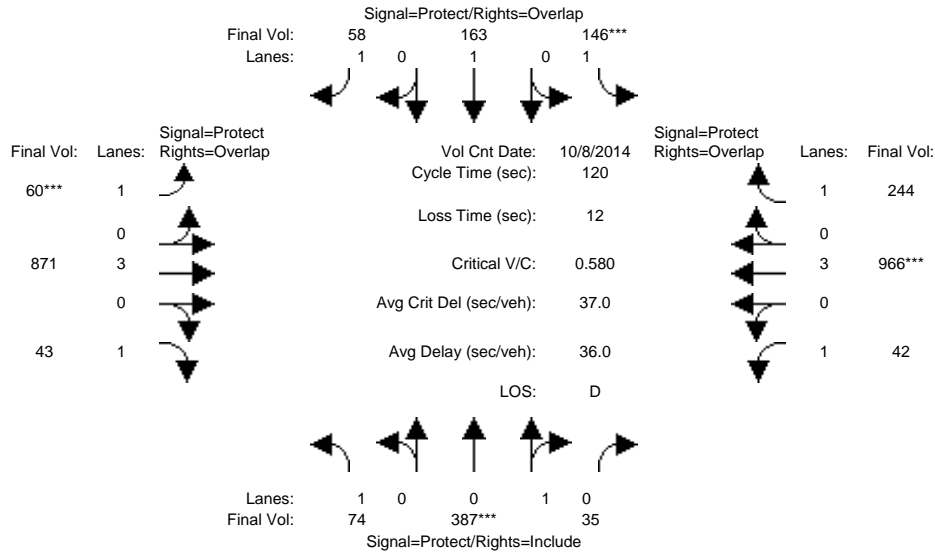 Signal=Protect/Rights=Overlap
Final Vol: 58 163 146***
Lanes: 1 0 1 0 1
Signal=Protect Signal=Protect
Final Vol: Lanes: Rights=Overlap Vol Cnt Date: 10/8/2014 Rights=Overlap Lanes: Final Vol:
Cycle Time (sec): 120
60*** 1 1 244
Loss Time (sec): 12
0 0
871 3 Critical V/C: 0.580 3 966***
0 Avg Crit Del (sec/veh): 37.0 0
43 1 Avg Delay (sec/veh): 36.0 1 42
LOS: D
Lanes: 1 0 0 1 0
Final Vol: 74 387*** 35
Signal=Protect/Rights=Include